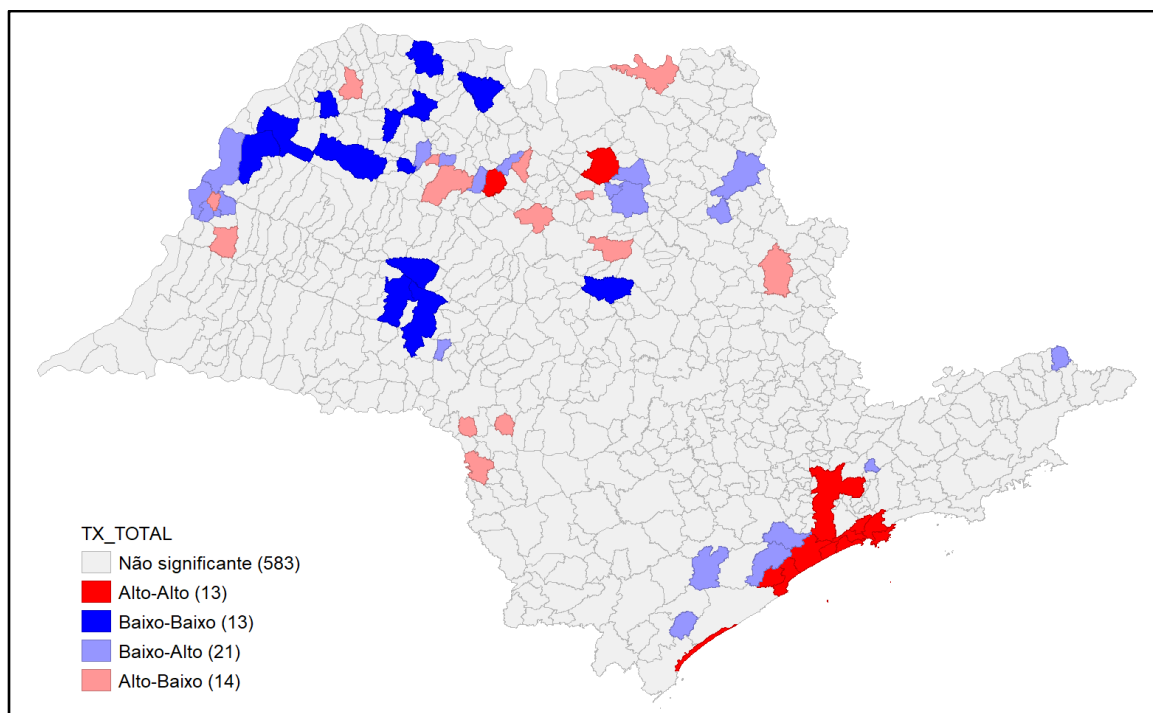 TX_TOTAL
Não significante (583)
Alto-Alto (13)
Baixo-Baixo (13)
Baixo-Alto (21)
Alto-Baixo (14)